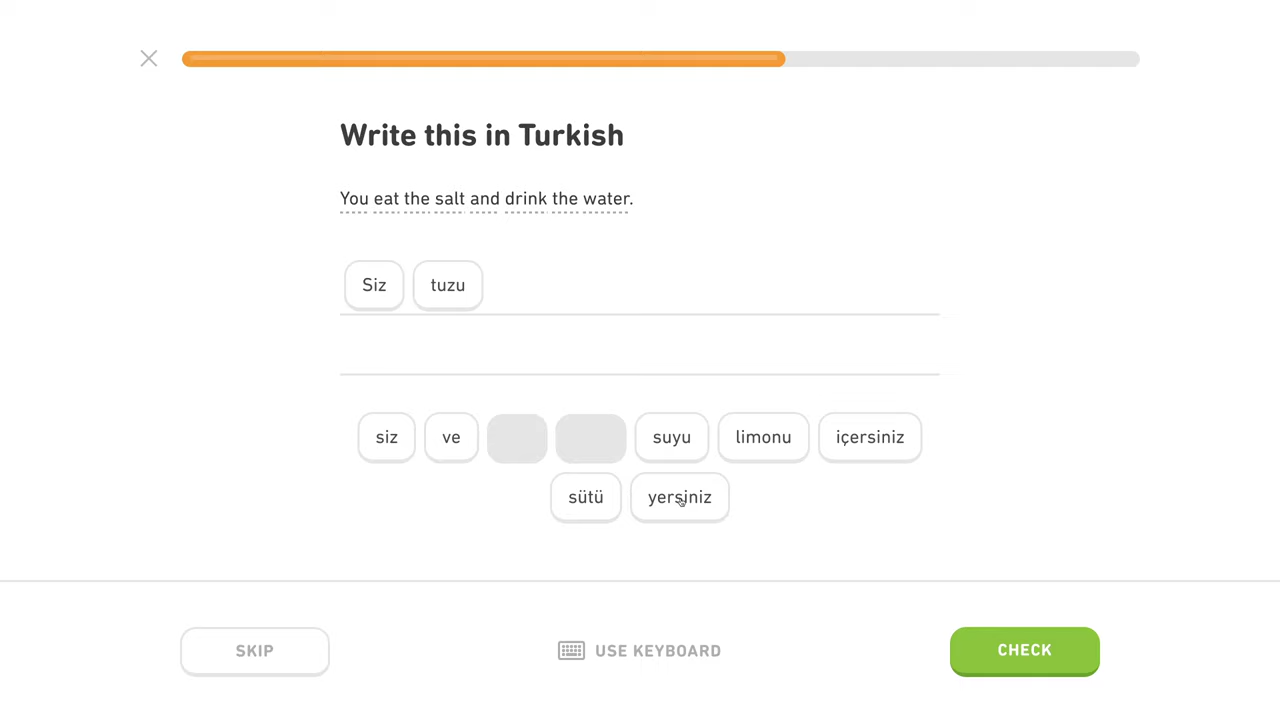 Write this in Turkish
You eat the salt and drink the water.
Siz tuzu
siz ve suyu limonu içersiniz
sütü yersiniz
SKIP USE KEYBOARD CHECK